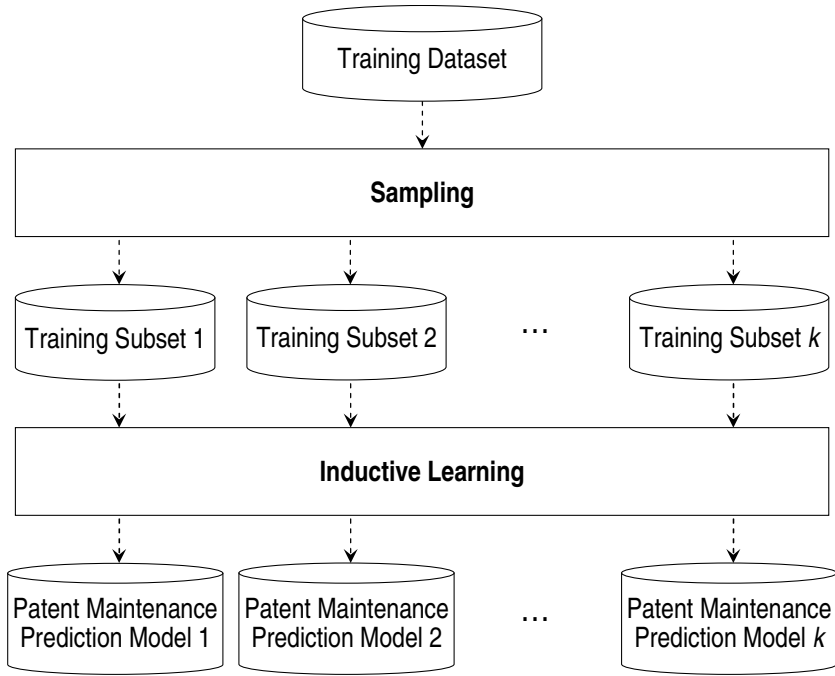 Training Dataset
Sampling
Training Subset 1
Training Subset 2
...
Training Subset k
Inductive Learning
Patent Maintenance
Prediction Model 1
Patent Maintenance
Prediction Model 2
...
Patent Maintenance
Prediction Model k